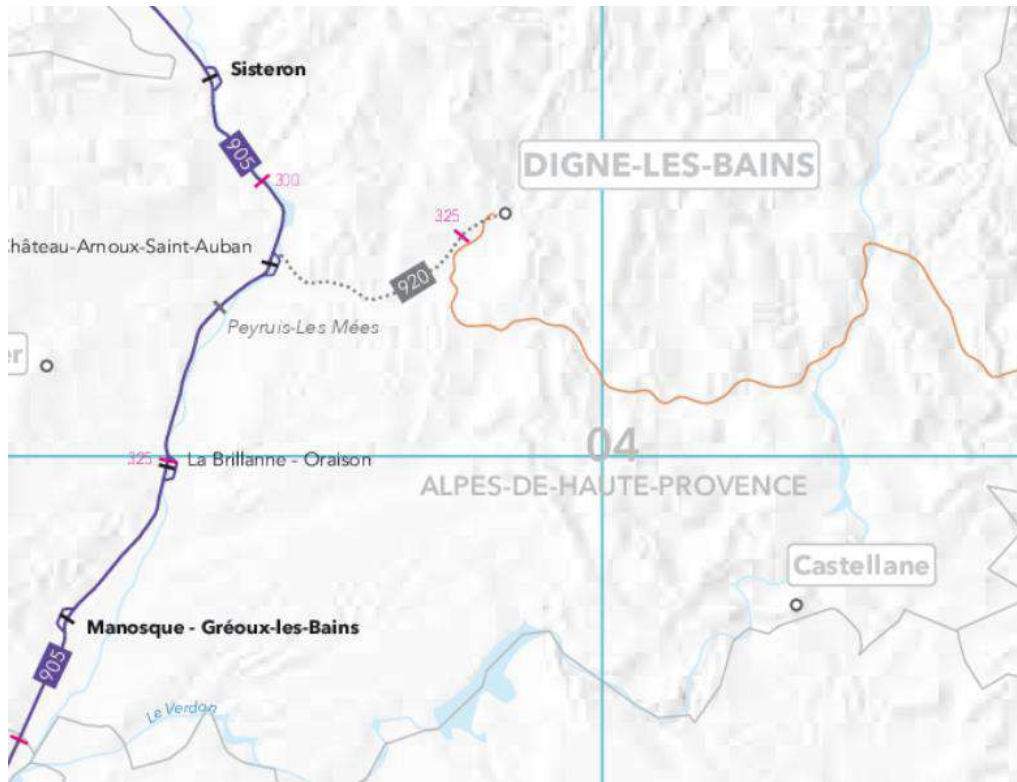 Sisteron
905
300
DIGNE-LES-BAINS
325
hâteau-Arnoux-Saint-Auban
920
Peyruis-Les Mées
er
04
325
La Brillanne - Oraison
ALPES-DE-HAUTE-PROVENCE
Castellane
Manosque - Gréoux-les-Bains
905
Le Verdon